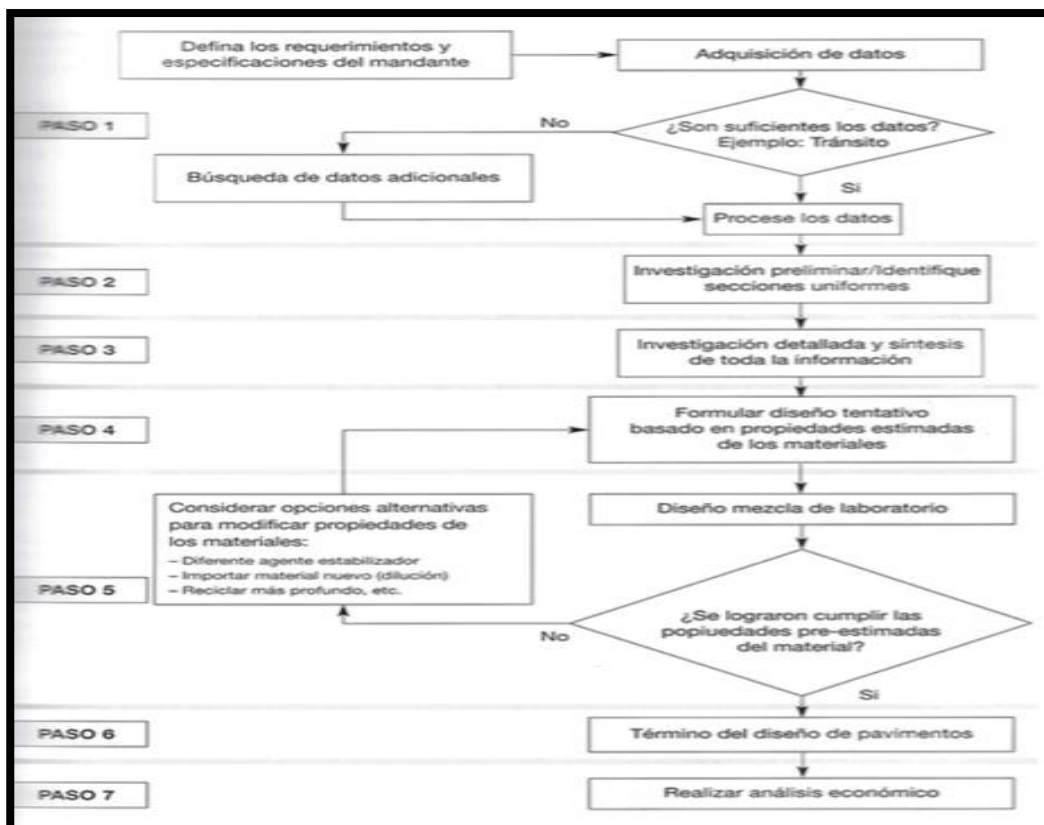 Defina los requerimientos y
especificaciones del mandante
Adquisición de datos
PASO 1
No
¿Son suficientes los datos?
Ejemplo: Tránsito
Búsqueda de datos adicionales
Si
Procese los datos
PASO 2
Investigación preliminar/Identifique
secciones uniformes
PASO 3
Investigación detallada y síntesis
de toda la información
PASO 4
Formular diseño tentativo
basado en propiedades estimadas
de los materiales
Considerar opciones alternativas
para modificar propiedades de
los materiales:
– Diferente agente estabilizador
– Importar material nuevo (dilución)
– Reciclar más profundo, etc.
Diseño mezcla de laboratorio
PASO 5
¿Se lograron cumplir las
popiuedades pre-estimadas
del material?
No
Si
PASO 6
Término del diseño de pavimentos
PASO 7
Realizar análisis económico